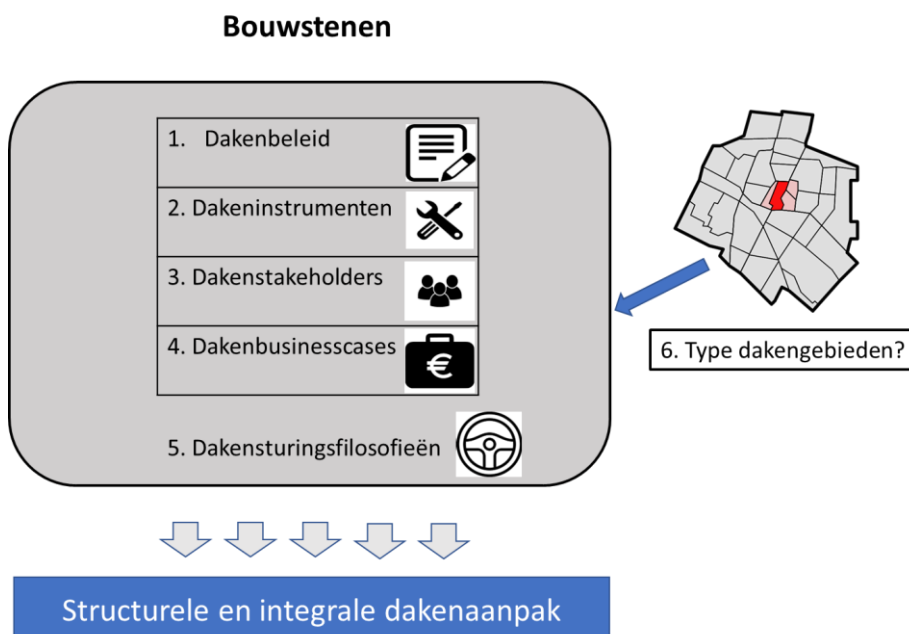 Bouwstenen
1. Dakenbeleid
2. Dakeninstrumenten
3. Dakenstakeholders
4. Dakenbusinesscases
€
5. Dakensturingsfilosofieën
6. Type dakengebieden?
Structurele en integrale dakenaanpak